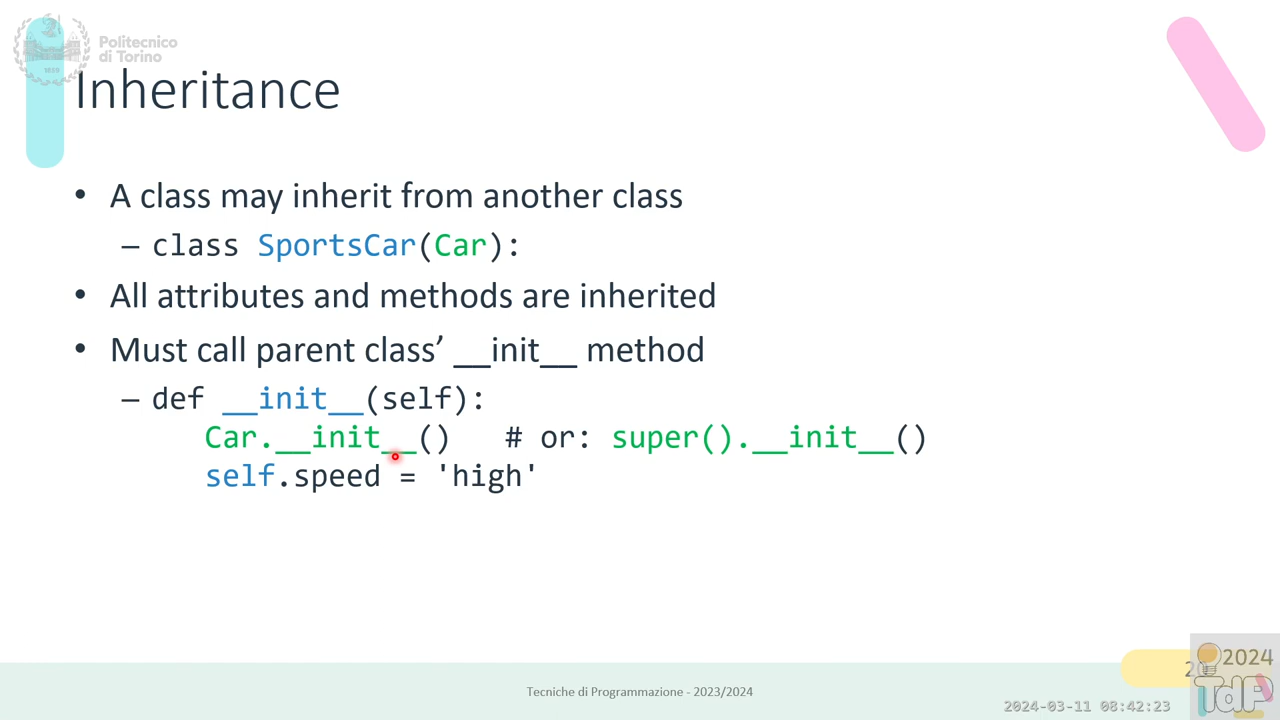 Politecnico
di Torino
1859
Inheritance
• A class may inherit from another class
– class SportsCar(Car):
• All attributes and methods are inherited
• Must call parent class’ __init__ method
– def __init__(self):
Car.__init__() # or: super().__init__()
self.speed = 'high'
Tecniche di Programmazione - 2023/2024
2024
TdP
2024-03-11 08:42:23